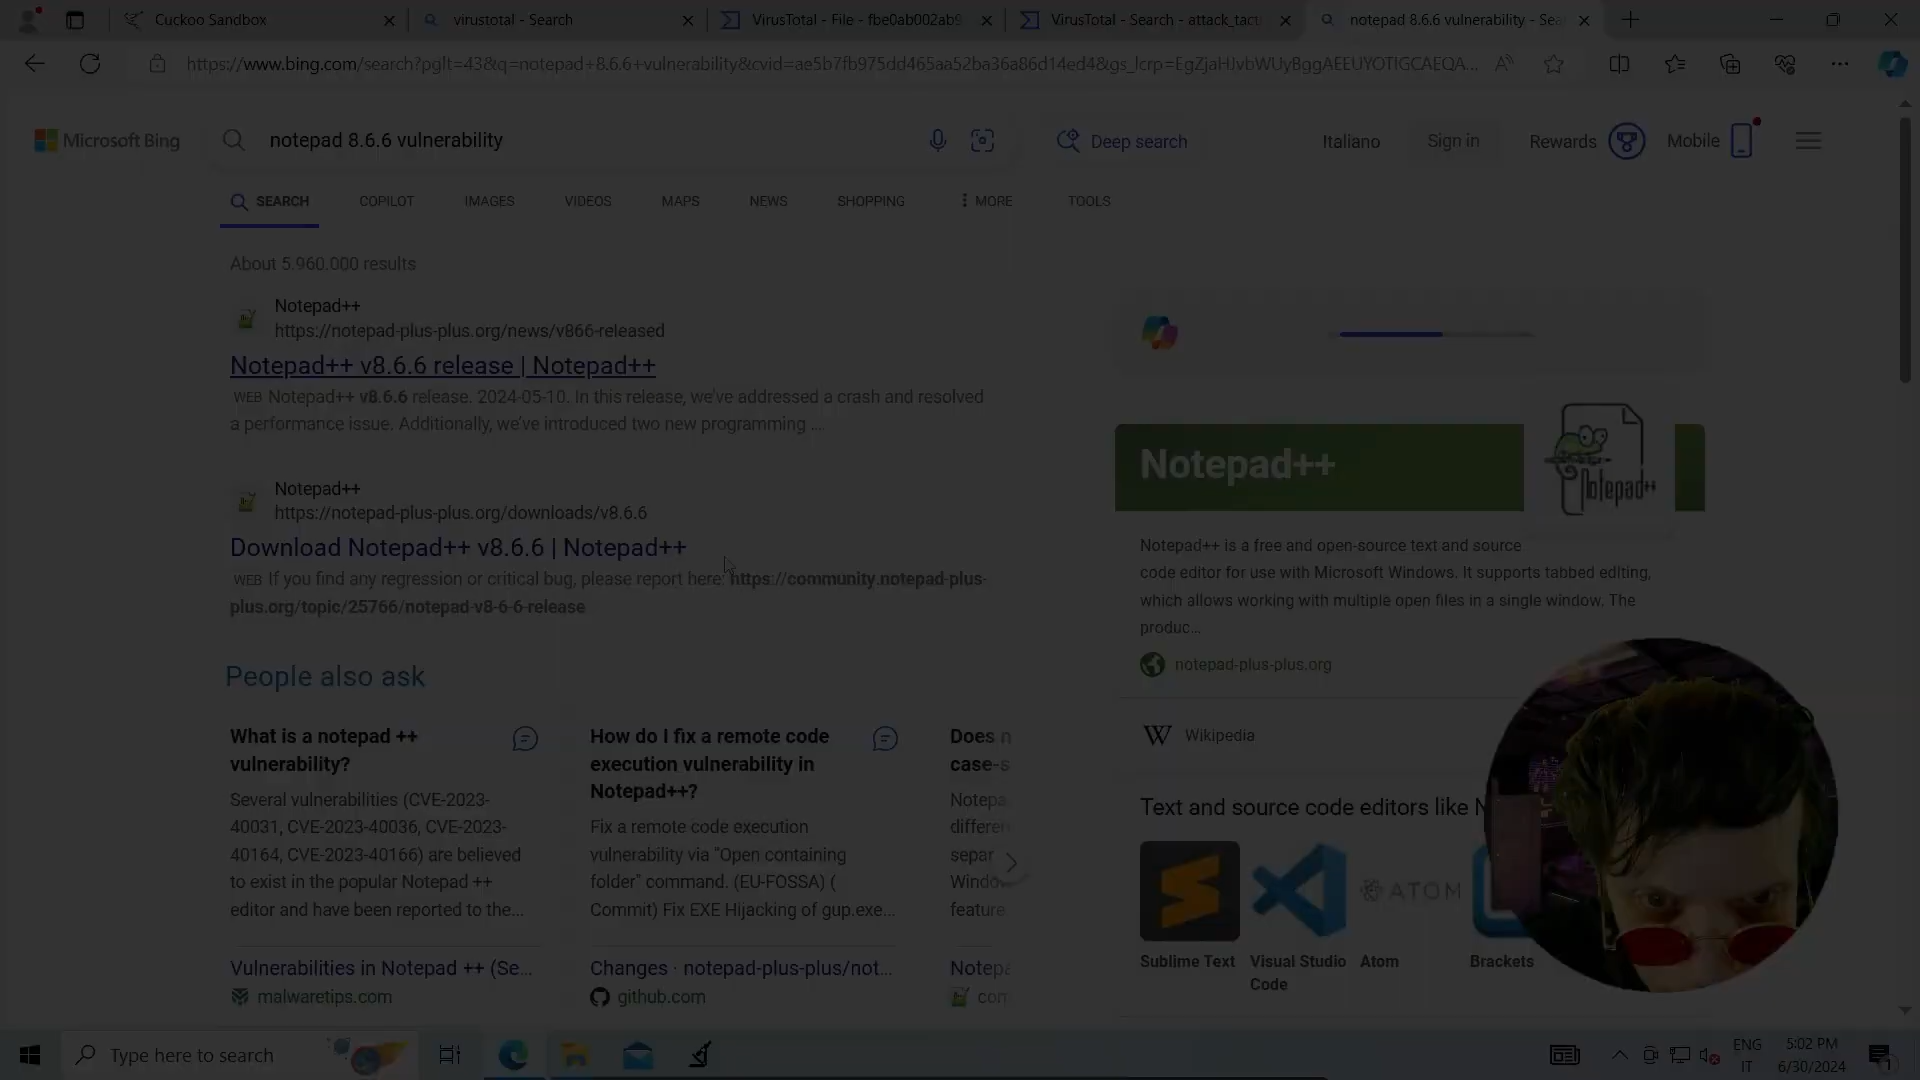 Cuckoo Sandbox
virustotal - Search
VirusTotal - File - fbe0ab002ab9
VirusTotal - Search - attack_tact
notepad 8.6.6 vulnerability - Sea
https://www.bing.com/search?pglt=43&q=notepad+8.6.6+vulnerability&cvid=ae5b7fb975dd465aa52ba36a86d14ed4&gs_lcrp=EgZjaHJvbWUyBggAEEUYOTIGCAEQA...
Microsoft Bing
notepad 8.6.6 vulnerability
Deep search
Italiano
Sign in
Rewards
Mobile
SEARCH
COPILOT
IMAGES
VIDEOS
MAPS
NEWS
SHOPPING
MORE
TOOLS
About 5.960.000 results
Notepad++
https://notepad-plus-plus.org/news/v866-released
Notepad++ v8.6.6 release | Notepad++
WEB Notepad++ v8.6.6 release. 2024-05-10. In this release, we've addressed a crash and resolved
a performance issue. Additionally, we've introduced two new programming ...
Notepad++
https://notepad-plus-plus.org/downloads/v8.6.6
Download Notepad++ v8.6.6 | Notepad++
WEB If you find any regression or critical bug, please report here: https://community.notepad-plus-
plus.org/topic/25766/notepad-v8-6-6-release
People also ask
What is a notepad ++
vulnerability?
Several vulnerabilities (CVE-2023-
40031, CVE-2023-40036, CVE-2023-
40164, CVE-2023-40166) are believed
to exist in the popular Notepad ++
editor and have been reported to the...
Vulnerabilities in Notepad ++ (Se...
malwaretips.com
How do I fix a remote code
execution vulnerability in
Notepad++?
Fix a remote code execution
vulnerability via "Open containing
folder" command. (EU-FOSSA) (
Commit) Fix EXE Hijacking of gup.exe...
Changes · notepad-plus-plus/not...
github.com
Does n
case-s
Notepa
differen
separ
Windo
feature
Notepa
com
Notepad++
Notepad++
Notepad++ is a free and open-source text and source
code editor for use with Microsoft Windows. It supports tabbed editing,
which allows working with multiple open files in a single window. The
produc...
notepad-plus-plus.org
W Wikipedia
Text and source code editors like N
ATOM
Sublime Text
Visual Studio
Code
Atom
Brackets
Type here to search
ENG
IT
5:02 PM
6/30/2024
1